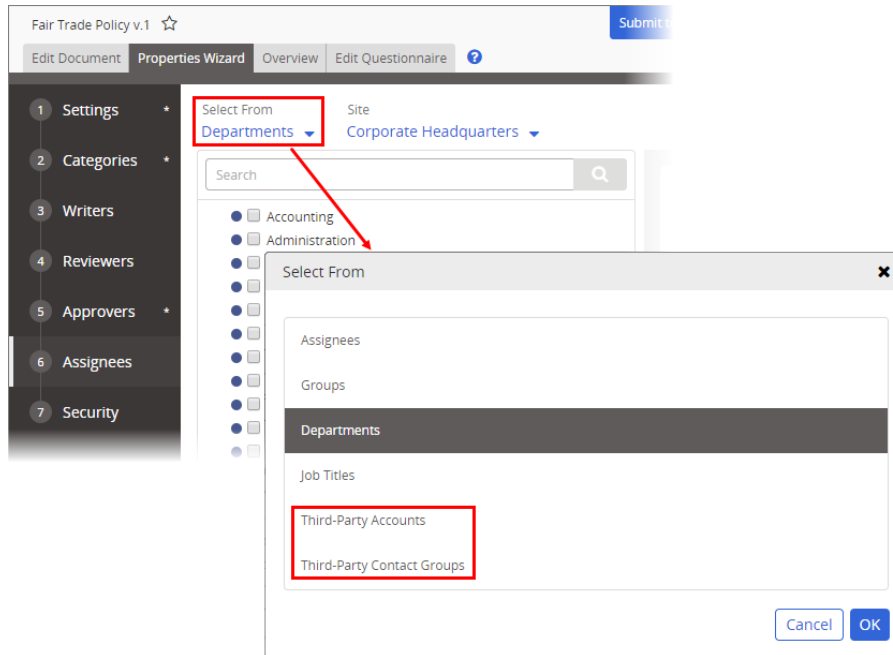 Fair Trade Policy v.1
Submit
Edit Document Properties Wizard Overview Edit Questionnaire ?
1 Settings *
2 Categories *
3 Writers
4 Reviewers
5 Approvers *
6 Assignees
7 Security
Select From Site
Departments Corporate Headquarters
Search
Accounting
Administration
Select From
Assignees
Groups
Departments
Job Titles
Third-Party Accounts
Third-Party Contact Groups
Cancel OK